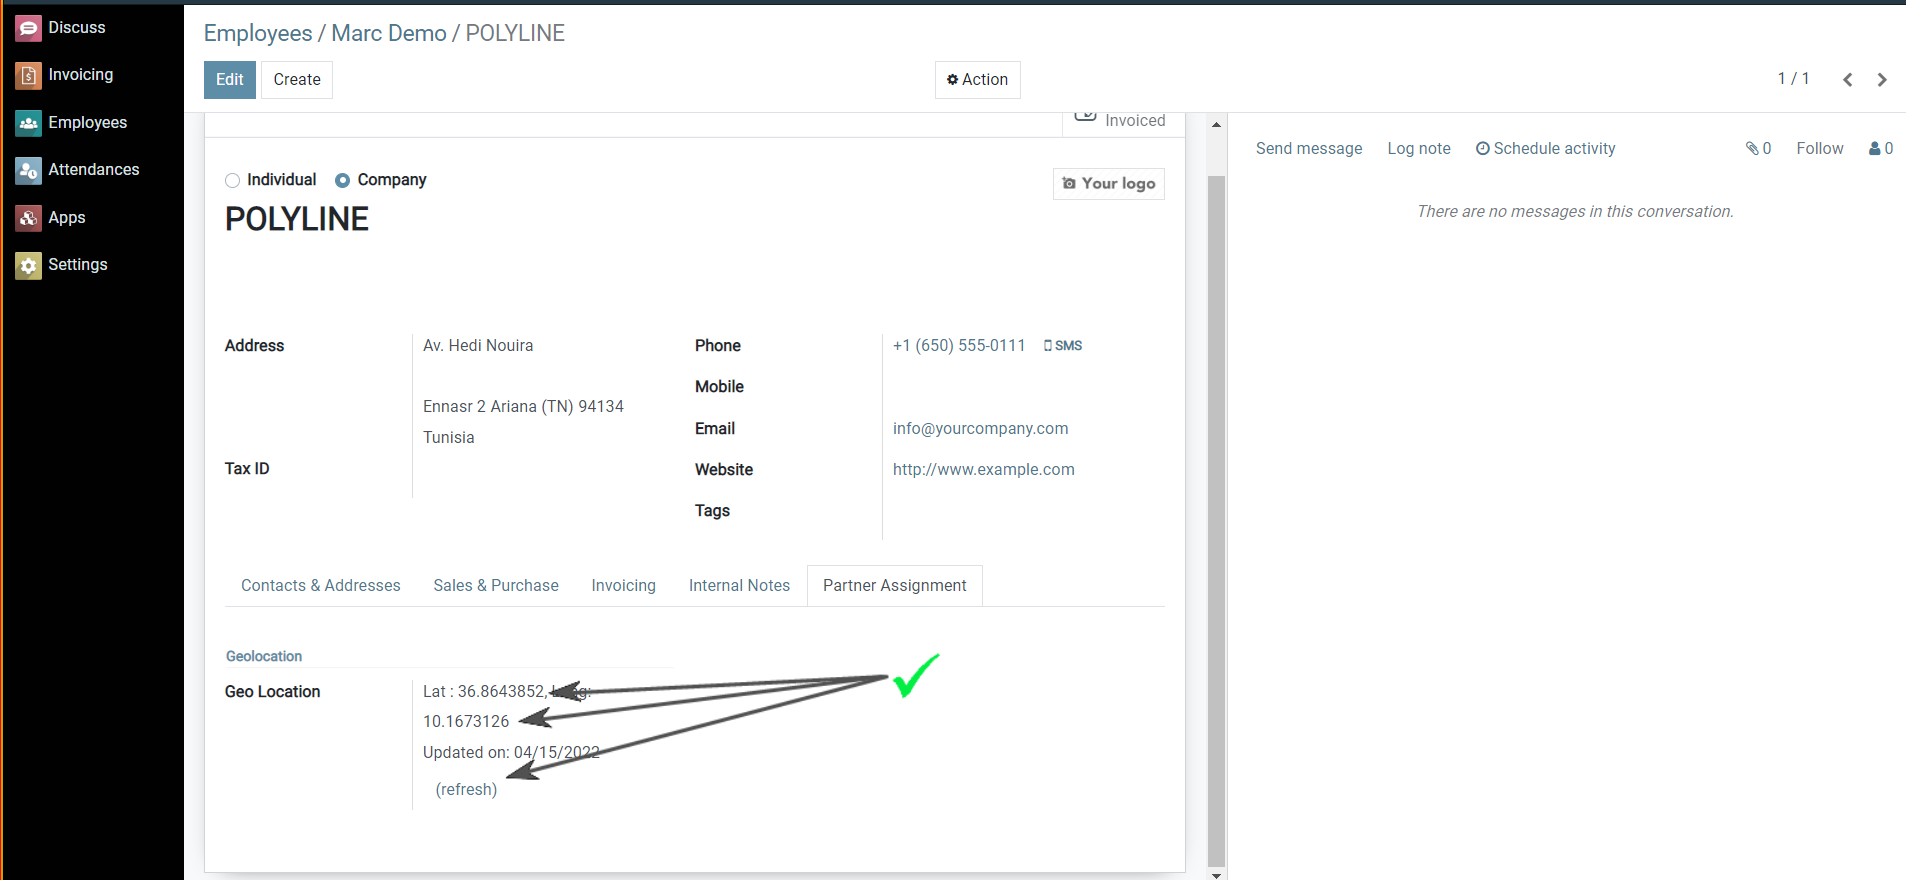 Discuss
Invoicing
Employees
Attendances
Apps
Settings
Employees / Marc Demo / POLYLINE
Edit Create Action 1 / 1
Invoiced
Individual Company
Your logo
POLYLINE
Address Av. Hedi Nouira
Ennasr 2 Ariana (TN) 94134
Tunisia
Tax ID
Phone +1 (650) 555-0111 SMS
Mobile
Email info@yourcompany.com
Website http://www.example.com
Tags
Contacts & Addresses Sales & Purchase Invoicing Internal Notes Partner Assignment
Geolocation
Geo Location Lat : 36.8643852,
10.1673126
Updated on: 04/15/2022
(refresh)
Send message Log note Schedule activity 0 Follow 0
There are no messages in this conversation.